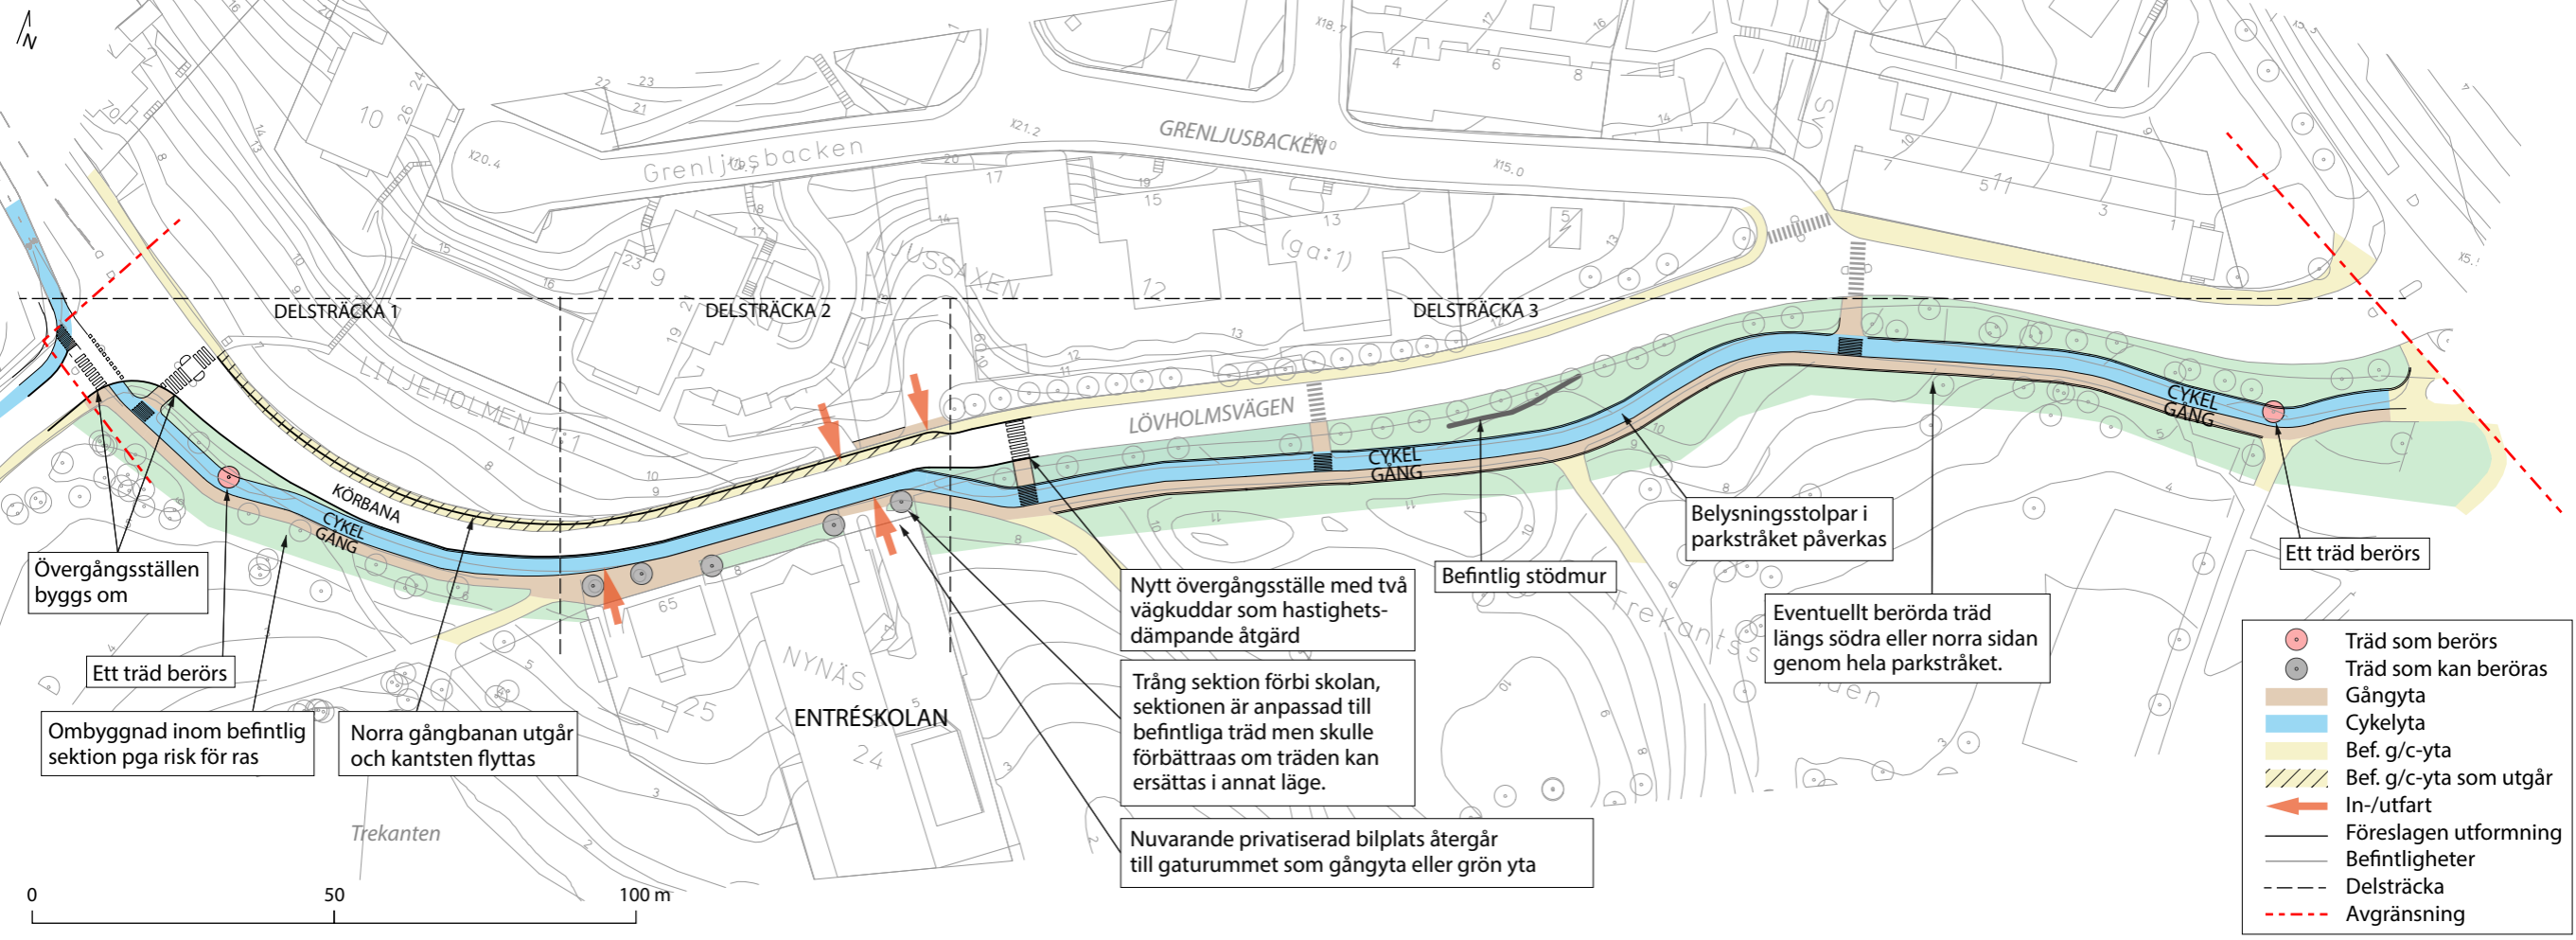 N
GRENLJUSBACKEN
Grenljusbacken
DELSTRÄCKA 1
DELSTRÄCKA 2
DELSTRÄCKA 3
LJUSSAXEN
LILJEHOLMEN 1:1
LÖVHOLMSVÄGEN
KÖRBANA
CYKEL
GÅNG
CYKEL
GÅNG
CYKEL
GÅNG
Övergångsställen
byggs om
Ett träd berörs
Ombyggnad inom befintlig
sektion pga risk för ras
Norra gångbanan utgår
och kantsten flyttas
NYNÄS
ENTRÉSKOLAN
24
25
65
Trekanten
Nytt övergångsställe med två
vägkuddar som hastighets-
dämpande åtgärd
Trång sektion förbi skolan,
sektionen är anpassad till
befintliga träd men skulle
förbättraas om träden kan
ersättas i annat läge.
Nuvarande privatiserad bilplats återgår
till gaturummet som gångyta eller grön yta
Befintlig stödmur
Belysningsstolpar i
parkstråket påverkas
Eventuellt berörda träd
längs södra eller norra sidan
genom hela parkstråket.
Ett träd berörs
Träd som berörs
Träd som kan beröras
Gångyta
Cykelyta
Bef. g/c-yta
Bef. g/c-yta som utgår
In-/utfart
Föreslagen utformning
Befintligheter
Delsträcka
Avgränsning
0 50 100 m